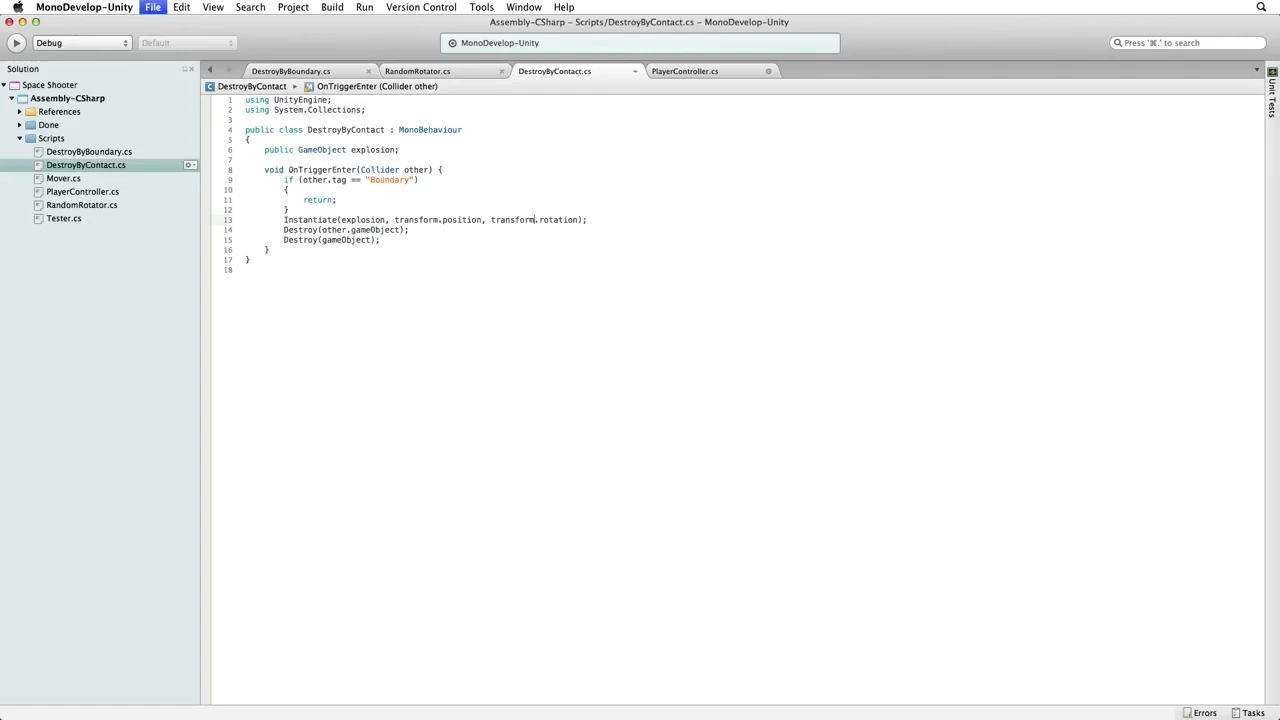 MonoDevelop-Unity File Edit View Search Project Build Run Version Control Tools Window Help
Assembly-CSharp – Scripts/DestroyByContact.cs – MonoDevelop-Unity
Debug Default MonoDevelop-Unity Press '⌘.' to search
Solution
Space Shooter
Assembly-CSharp
References
Done
Scripts
DestroyByBoundary.cs
DestroyByContact.cs
Mover.cs
PlayerController.cs
RandomRotator.cs
Tester.cs
DestroyByBoundary.cs RandomRotator.cs DestroyByContact.cs PlayerController.cs
DestroyByContact OnTriggerEnter (Collider other)
1 using UnityEngine;
2 using System.Collections;
3
4 public class DestroyByContact : MonoBehaviour
5 {
6 public GameObject explosion;
7
8 void OnTriggerEnter(Collider other) {
9 if (other.tag == "Boundary")
10 {
11 return;
12 }
13 Instantiate(explosion, transform.position, transform.rotation);
14 Destroy(other.gameObject);
15 Destroy(gameObject);
16 }
17 }
18
Unit Tests
Errors Tasks